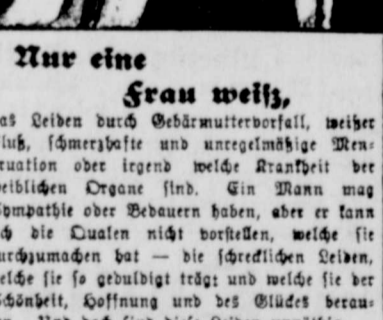 Nur eine
Frau weiß,
as Leiden durch Gebärmuttervorfall, weißer
luß, schmerzhafte und unregelmäßige Men-
ruation oder irgend welche Krankheit der
eiblichen Organe sind. Ein Mann mag
ympathie oder Bedauern haben, aber er kann
ch die Qualen nicht vorstellen, welche sie
urchzumachen hat — die schrecklichen Leiden,
elche sie so geduldigt trägt und welche sie der
chönheit, Hoffnung und des Glückes berau-